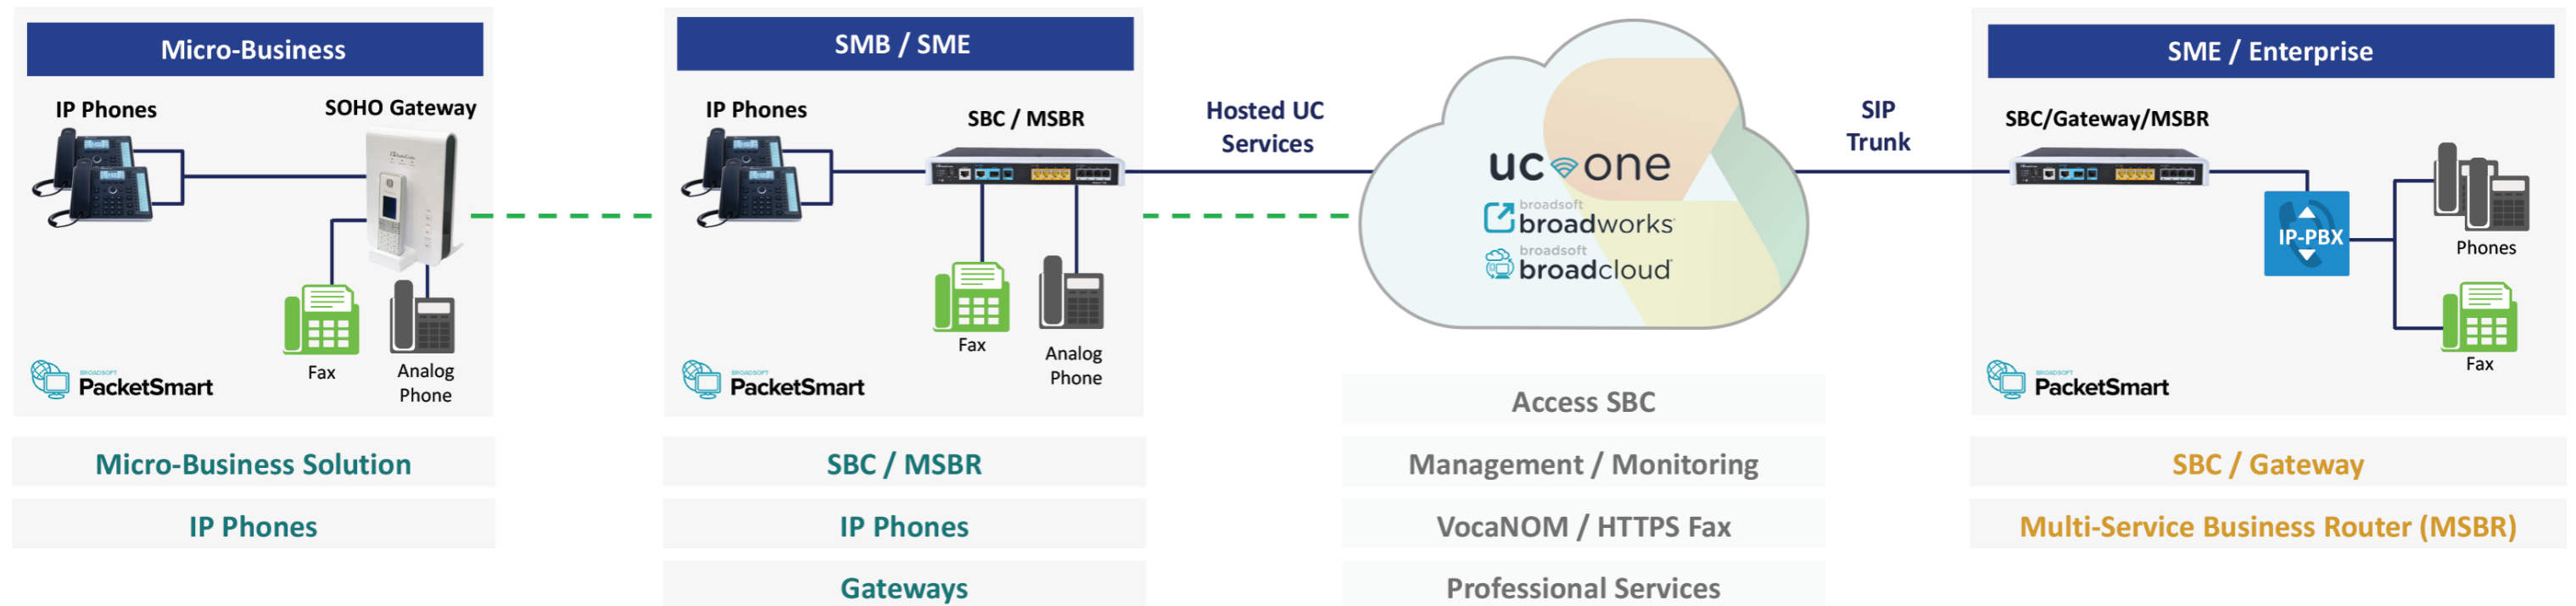 Micro-Business
IP Phones
SOHO Gateway
Fax
Analog
Phone
BROADSOFT
PacketSmart
Micro-Business Solution
IP Phones
SMB / SME
IP Phones
SBC / MSBR
Fax
Analog
Phone
BROADSOFT
PacketSmart
SBC / MSBR
IP Phones
Gateways
Hosted UC
Services
uc one
broadsoft
broadworks
broadsoft
broadcloud
Access SBC
Management / Monitoring
VocaNOM / HTTPS Fax
Professional Services
SIP
Trunk
SME / Enterprise
SBC/Gateway/MSBR
IP-PBX
Phones
Fax
BROADSOFT
PacketSmart
SBC / Gateway
Multi-Service Business Router (MSBR)